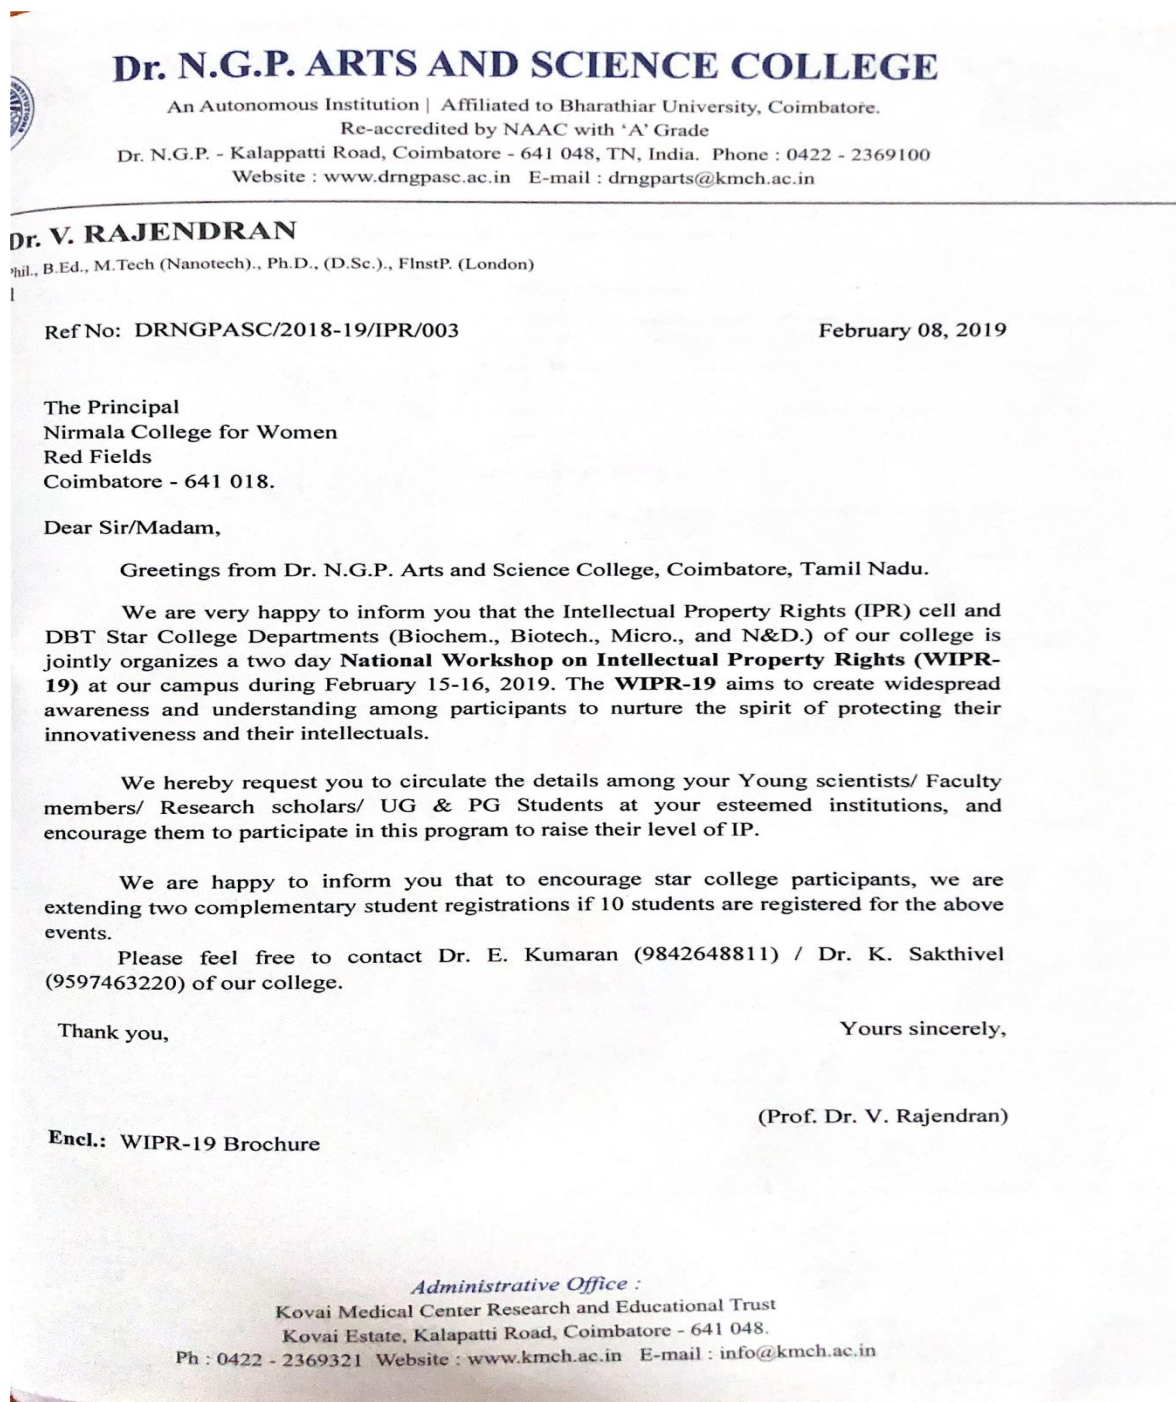 Dr. N.G.P. ARTS AND SCIENCE COLLEGE
An Autonomous Institution | Affiliated to Bharathiar University, Coimbatore.
Re-accredited by NAAC with ‘A’ Grade
Dr. N.G.P. - Kalappatti Road, Coimbatore - 641 048, TN, India. Phone : 0422 - 2369100
Website : www.drngpasc.ac.in E-mail : drngparts@kmch.ac.in
Dr. V. RAJENDRAN
Phil., B.Ed., M.Tech (Nanotech)., Ph.D., (D.Sc.)., FInstP. (London)
Ref No: DRNGPASC/2018-19/IPR/003 February 08, 2019
The Principal
Nirmala College for Women
Red Fields
Coimbatore - 641 018.
Dear Sir/Madam,
Greetings from Dr. N.G.P. Arts and Science College, Coimbatore, Tamil Nadu.
We are very happy to inform you that the Intellectual Property Rights (IPR) cell and
DBT Star College Departments (Biochem., Biotech., Micro., and N&D.) of our college is
jointly organizes a two day National Workshop on Intellectual Property Rights (WIPR-
19) at our campus during February 15-16, 2019. The WIPR-19 aims to create widespread
awareness and understanding among participants to nurture the spirit of protecting their
innovativeness and their intellectuals.
We hereby request you to circulate the details among your Young scientists/ Faculty
members/ Research scholars/ UG & PG Students at your esteemed institutions, and
encourage them to participate in this program to raise their level of IP.
We are happy to inform you that to encourage star college participants, we are
extending two complementary student registrations if 10 students are registered for the above
events.
Please feel free to contact Dr. E. Kumaran (9842648811) / Dr. K. Sakthivel
(9597463220) of our college.
Thank you, Yours sincerely,
(Prof. Dr. V. Rajendran)
Encl.: WIPR-19 Brochure
Administrative Office :
Kovai Medical Center Research and Educational Trust
Kovai Estate, Kalapatti Road, Coimbatore - 641 048.
Ph : 0422 - 2369321 Website : www.kmch.ac.in E-mail : info@kmch.ac.in